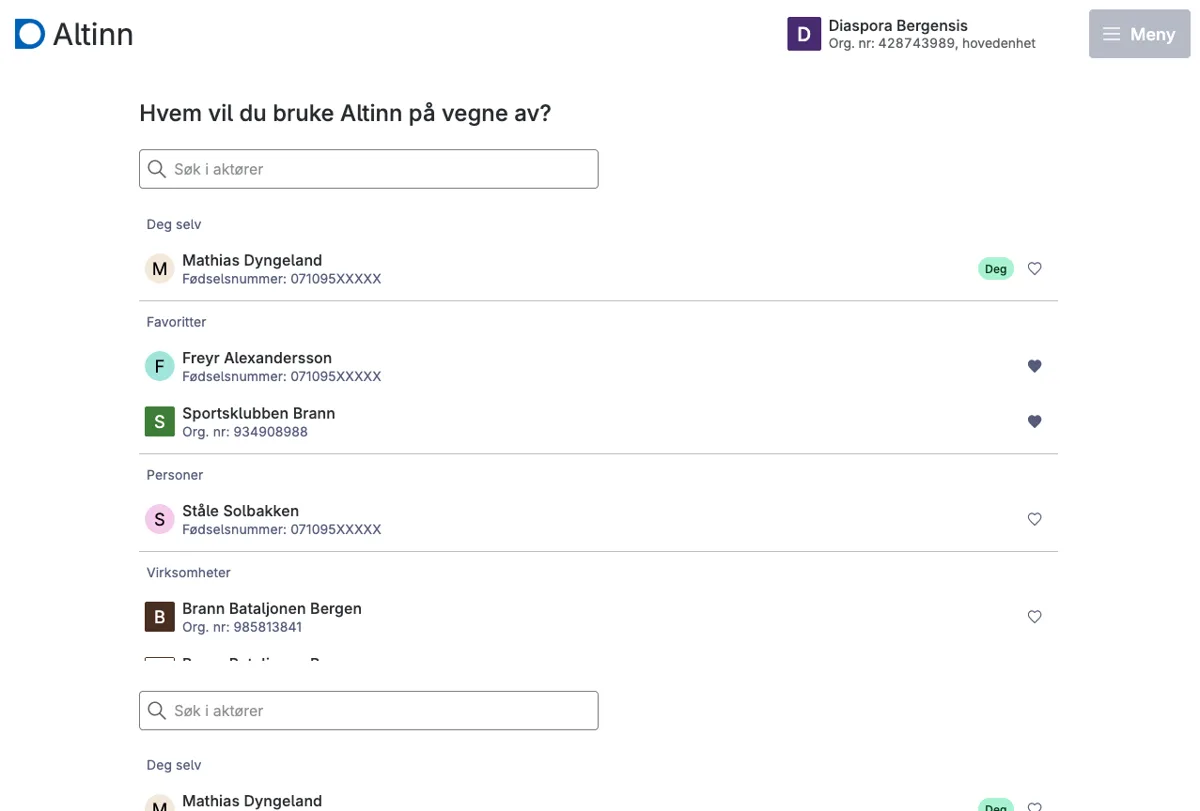 Altinn
D
Diaspora Bergensis
Org. nr: 428743989, hovedenhet
Meny
Hvem vil du bruke Altinn på vegne av?
Søk i aktører
Deg selv
M
Mathias Dyngeland
Fødselsnummer: 071095XXXXX
Deg
Favoritter
F
Freyr Alexandersson
Fødselsnummer: 071095XXXXX
S
Sportsklubben Brann
Org. nr: 934908988
Personer
S
Ståle Solbakken
Fødselsnummer: 071095XXXXX
Virksomheter
B
Brann Bataljonen Bergen
Org. nr: 985813841
Søk i aktører
Deg selv
M
Mathias Dyngeland
Deg